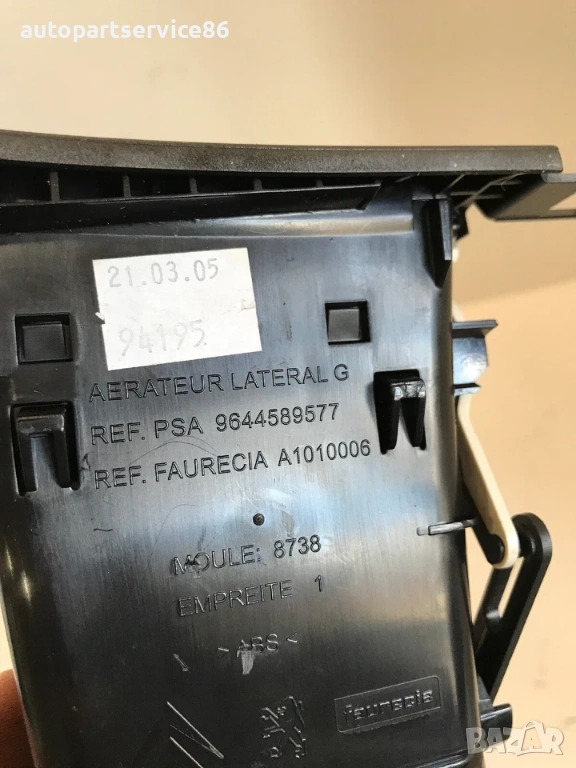 autopartservice86
21.03.05
94195
AERATEUR LATERAL G
REF. PSA 9644589577
REF. FAURECIA A1010006
MOULE: 8738
EMPREITE 1
>ABS<
faurecia
BAZAR